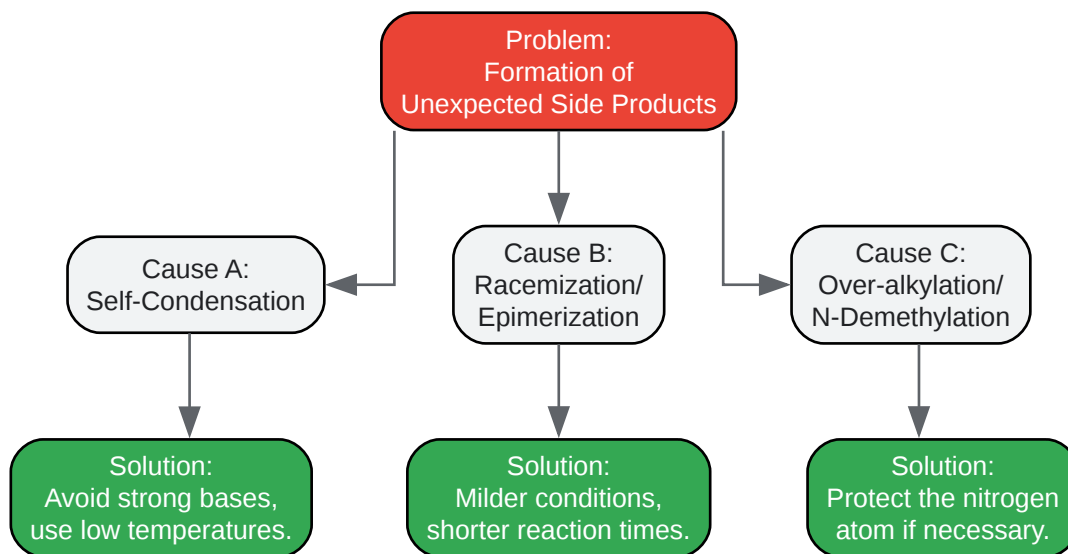 Problem:
Formation of
Unexpected Side Products
Cause A:
Self-Condensation
Cause B:
Racemization/
Epimerization
Cause C:
Over-alkylation/
N-Demethylation
Solution:
Avoid strong bases,
use low temperatures.
Solution:
Milder conditions,
shorter reaction times.
Solution:
Protect the nitrogen
atom if necessary.